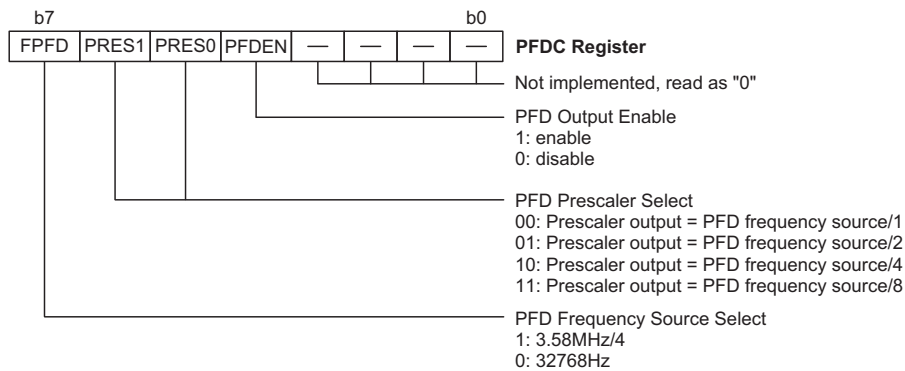 b7 b0
FPFD PRES1 PRES0 PFDEN — — — — PFDC Register
Not implemented, read as "0"
PFD Output Enable
1: enable
0: disable
PFD Prescaler Select
00: Prescaler output = PFD frequency source/1
01: Prescaler output = PFD frequency source/2
10: Prescaler output = PFD frequency source/4
11: Prescaler output = PFD frequency source/8
PFD Frequency Source Select
1: 3.58MHz/4
0: 32768Hz